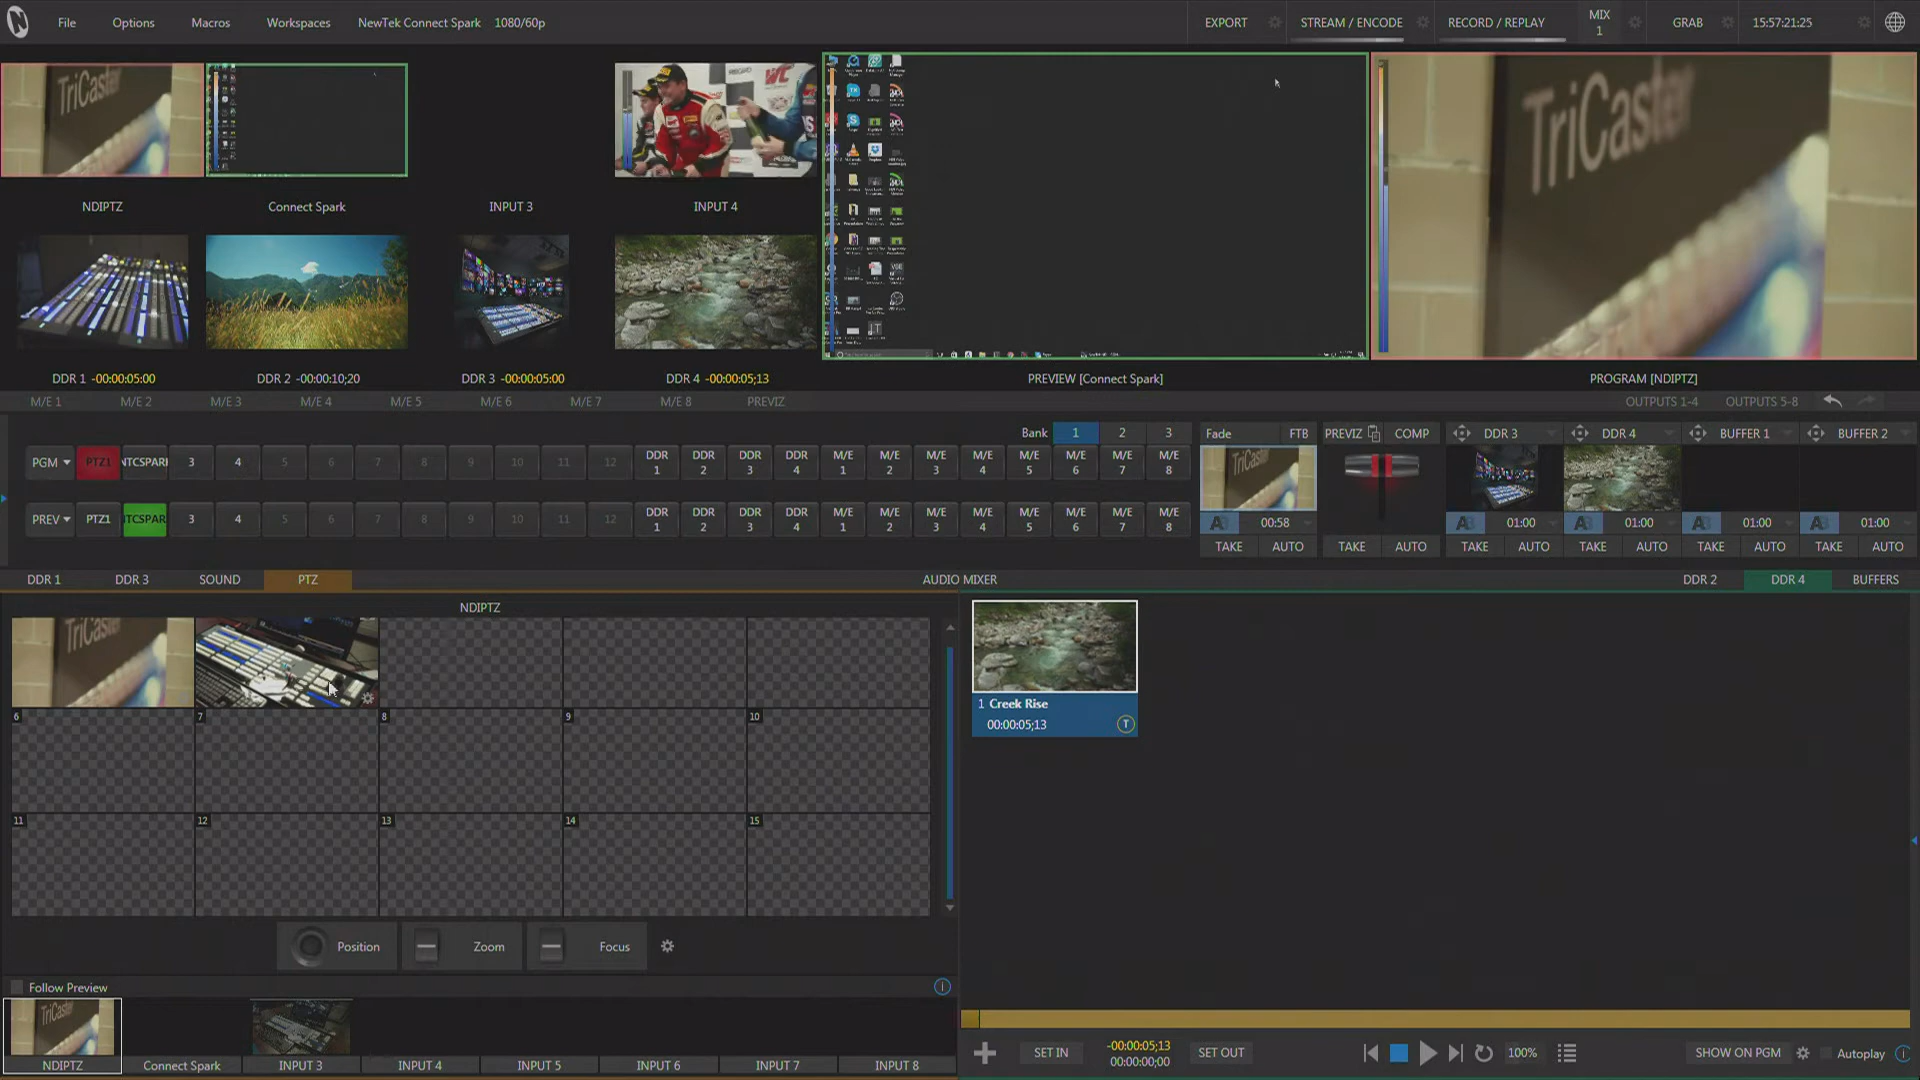 File Options Macros Workspaces NewTek Connect Spark 1080/60p EXPORT STREAM / ENCODE RECORD / REPLAY MIX 1 GRAB 15:57:21:25
TriCaster
TriCaster
NDIPTZ Connect Spark INPUT 3 INPUT 4
DDR 1 -00:00:05:00 DDR 2 -00:00:10;20 DDR 3 -00:00:05:00 DDR 4 -00:00:05;13 PREVIEW [Connect Spark] PROGRAM [NDIPTZ]
M/E 1 M/E 2 M/E 3 M/E 4 M/E 5 M/E 6 M/E 7 M/E 8 PREVIZ OUTPUTS 1-4 OUTPUTS 5-8
Bank 1 2 3 Fade FTB PREVIZ COMP DDR 3 DDR 4 BUFFER 1 BUFFER 2
PGM PTZ1 NTCSPARI 3 4 5 6 7 8 9 10 11 12 DDR 1 DDR 2 DDR 3 DDR 4 M/E 1 M/E 2 M/E 3 M/E 4 M/E 5 M/E 6 M/E 7 M/E 8
PREV PTZ1 TCSPAR 3 4 5 6 7 8 9 10 11 12 DDR 1 DDR 2 DDR 3 DDR 4 M/E 1 M/E 2 M/E 3 M/E 4 M/E 5 M/E 6 M/E 7 M/E 8
AB 00:58 AB 01:00 AB 01:00 AB 01:00 AB 01:00
TAKE AUTO TAKE AUTO TAKE AUTO TAKE AUTO TAKE AUTO TAKE AUTO
DDR 1 DDR 3 SOUND PTZ AUDIO MIXER DDR 2 DDR 4 BUFFERS
NDIPTZ
TriCaster
1 Creek Rise
00:00:05;13 T
6 7 8 9 10
11 12 13 14 15
Position Zoom Focus
Follow Preview
NDIPTZ Connect Spark INPUT 3 INPUT 4 INPUT 5 INPUT 6 INPUT 7 INPUT 8
SET IN -00:00:05;13 SET OUT 100% SHOW ON PGM Autoplay
00:00:00;00